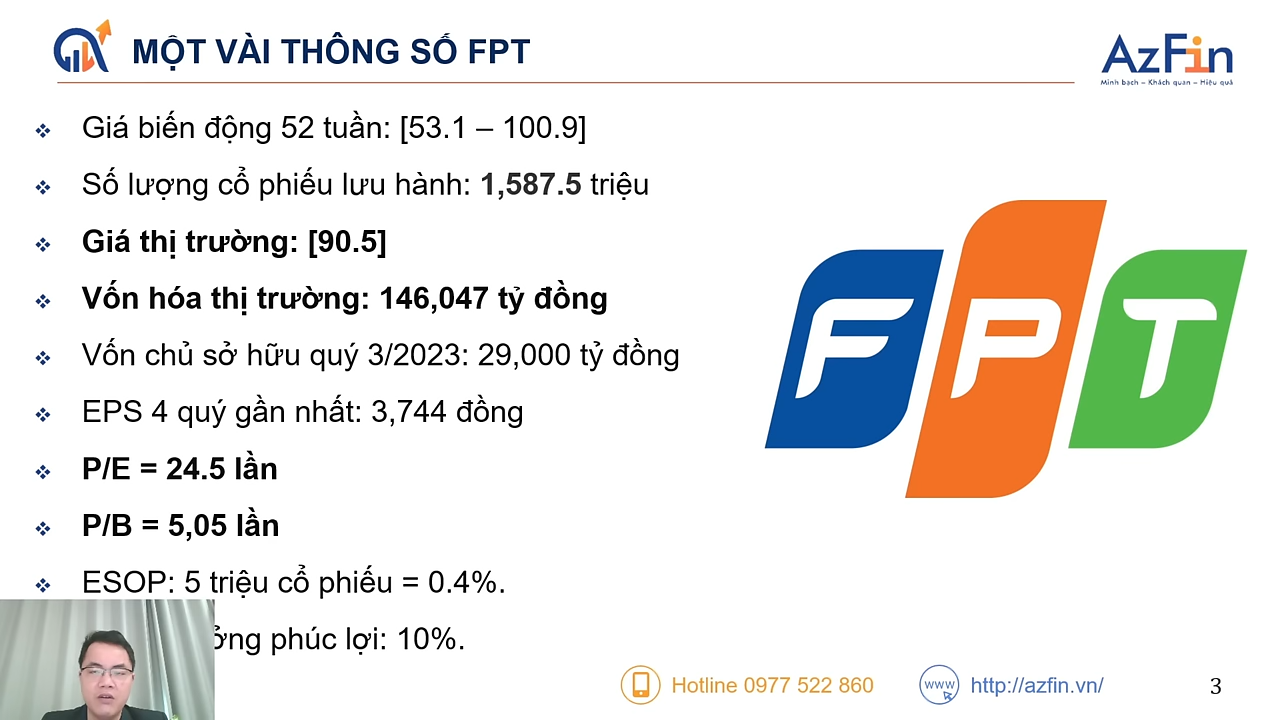 MỘT VÀI THÔNG SỐ FPT
AzFin
Minh bạch – Khách quan – Hiệu quả
Giá biến động 52 tuần: [53.1 – 100.9]
Số lượng cổ phiếu lưu hành: 1,587.5 triệu
Giá thị trường: [90.5]
Vốn hóa thị trường: 146,047 tỷ đồng
Vốn chủ sở hữu quý 3/2023: 29,000 tỷ đồng
EPS 4 quý gần nhất: 3,744 đồng
P/E = 24.5 lần
P/B = 5,05 lần
ESOP: 5 triệu cổ phiếu = 0.4%.
phúc lợi: 10%.
FPT
Hotline 0977 522 860
www
http://azfin.vn/
3